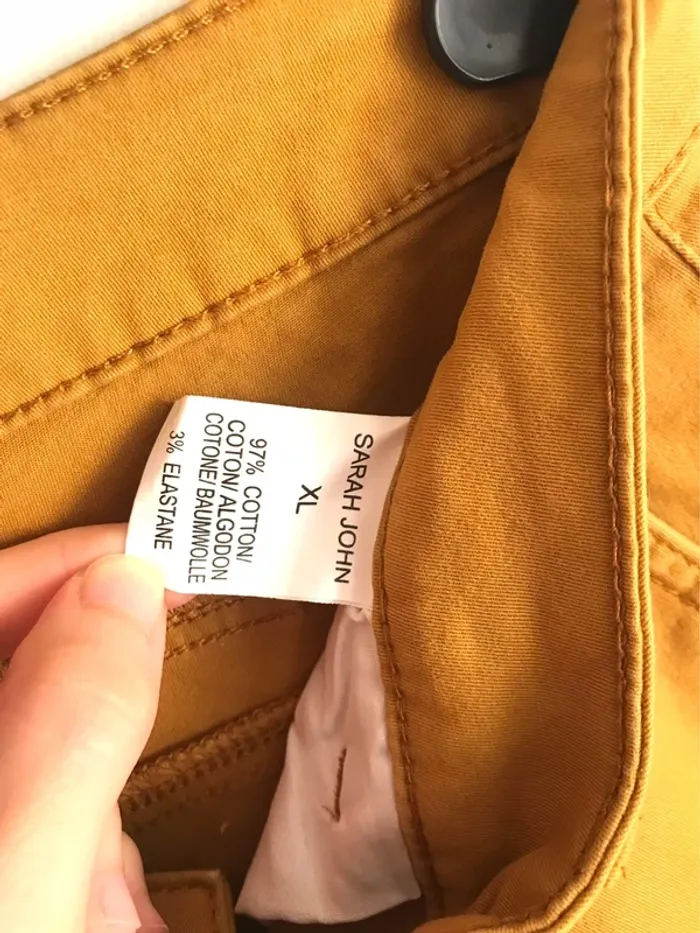 SARAH JOHN
XL
97% COTTON/
COTON/ALGODON
COTONE/BAUMWOLLE
3% ELASTANE